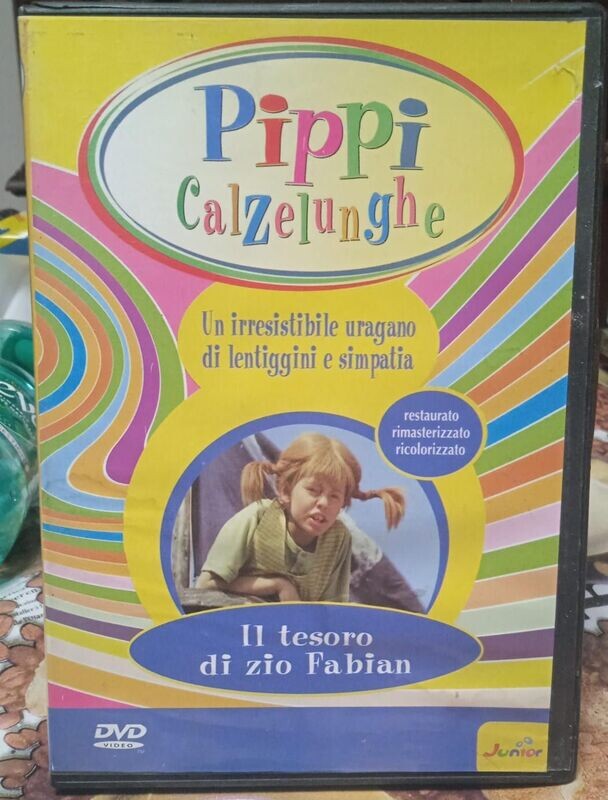 Pippi
Calzelunghe
Un irresistibile uragano
di lentiggini e simpatia
restaurato
rimasterizzato
ricolorizzato
Il tesoro
di zio Fabian
DVD
VIDEO
TM
Junior